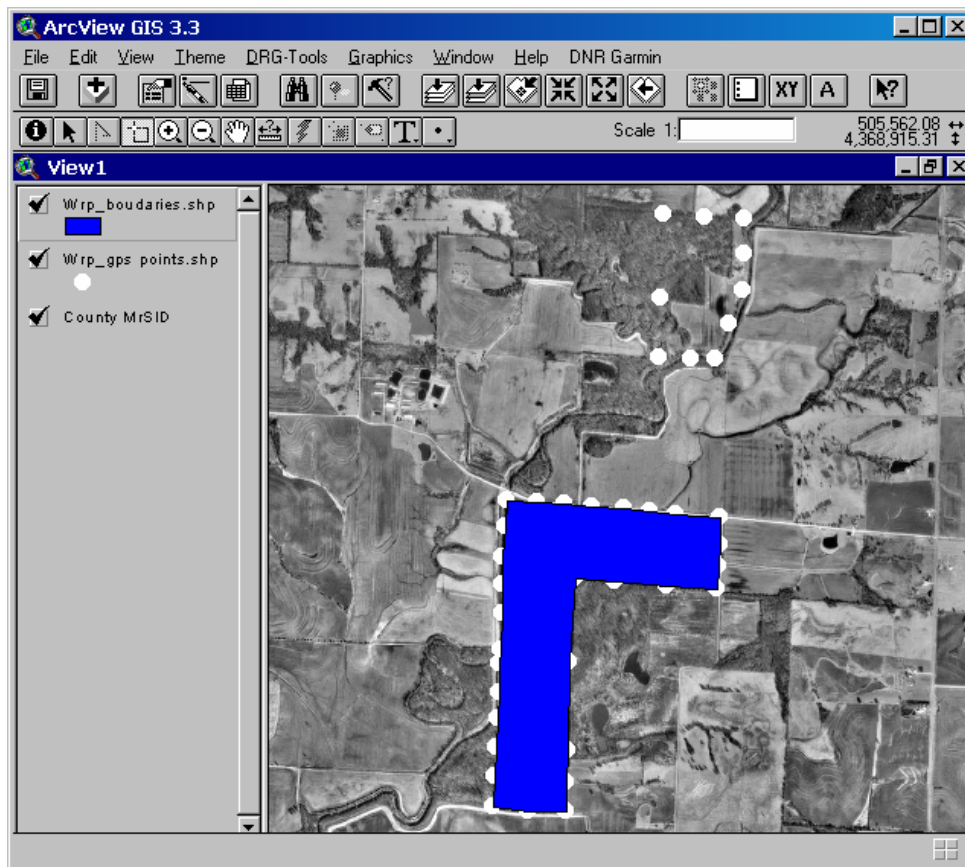 ArcView GIS 3.3
File Edit View Theme DRG-Tools Graphics Window Help DNR Garmin
XY A
T
Scale 1: 505,562.08
4,368,915.31
View1
Wrp_boudaries.shp
Wrp_gps points.shp
County MrSID